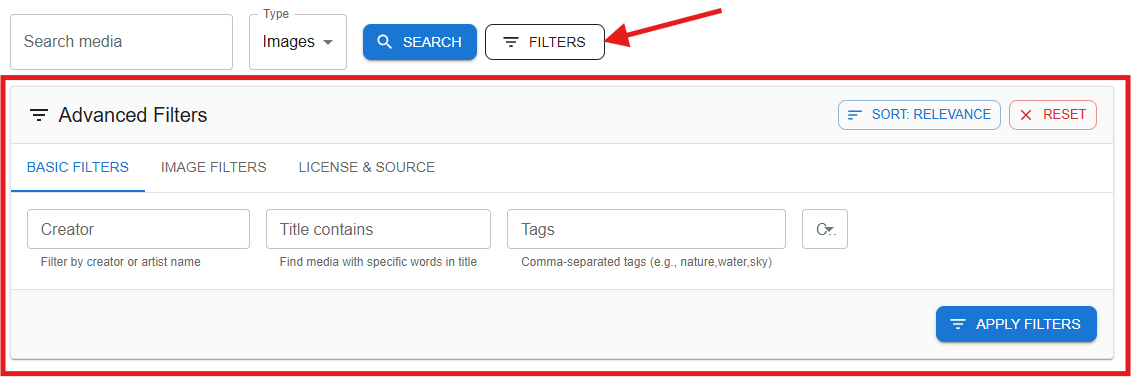 Type
Search media Images SEARCH FILTERS
Advanced Filters SORT: RELEVANCE RESET
BASIC FILTERS IMAGE FILTERS LICENSE & SOURCE
Creator Title contains Tags C...
Filter by creator or artist name Find media with specific words in title Comma-separated tags (e.g., nature,water,sky)
APPLY FILTERS